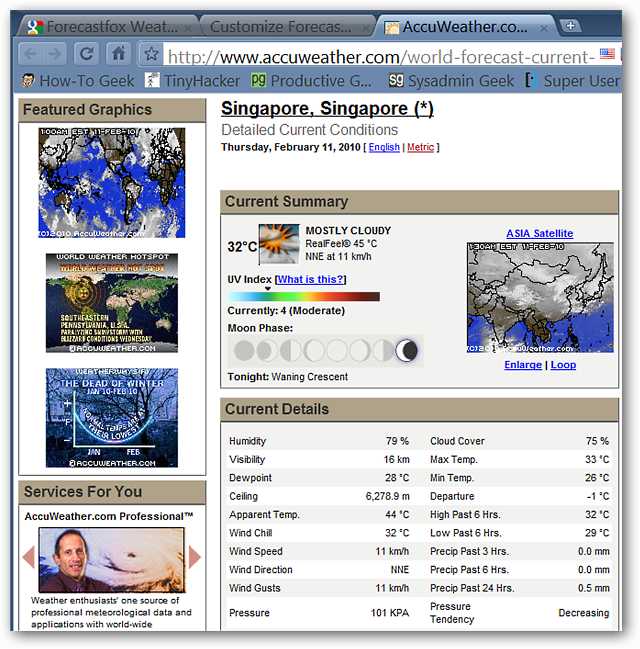 Forecastfox Weat...
Customize Forecas...
AccuWeather.co...
http://www.accuweather.com/world-forecast-current-
How-To Geek
TinyHacker
Productive G...
Sysadmin Geek
Super User
Featured Graphics
1:00AM EST 11-FEB-10
(C)2010 AccuWeather.com
WORLD WEATHER HOTSPOT
SOUTHEASTERN
PENNSYLVANIA, U.S.A.
PARALYZING SNOWSTORM WITH
BLIZZARD CONDITIONS WEDNESDAY
©ACCUWEATHER.COM
THE DEAD OF WINTER
JAN 10-FEB 10
NORMAL TEMPS ARE AT
THEIR LOWEST
+
°F
-
JAN FEB
©ACCUWEATHER.COM
Services For You
AccuWeather.com Professional™
Weather enthusiasts' one source of
professional meteorological data and
applications with world-wide
Singapore, Singapore (*)
Detailed Current Conditions
Thursday, February 11, 2010 [ English | Metric ]
Current Summary
32°C
MOSTLY CLOUDY
RealFeel® 45 °C
NNE at 11 km/h
UV Index [What is this?]
Currently: 4 (Moderate)
Moon Phase:
Tonight: Waning Crescent
ASIA Satellite
1:30AM EST 11-FEB-10
(C)2010 AccuWeather.com
Enlarge | Loop
Current Details
Humidity 79 % Cloud Cover 75 %
Visibility 16 km Max Temp. 33 °C
Dewpoint 28 °C Min Temp. 26 °C
Ceiling 6,278.9 m Departure -1 °C
Apparent Temp. 44 °C High Past 6 Hrs. 32 °C
Wind Chill 32 °C Low Past 6 Hrs. 29 °C
Wind Speed 11 km/h Precip Past 3 Hrs. 0.0 mm
Wind Direction NNE Precip Past 6 Hrs. 0.0 mm
Wind Gusts 11 km/h Precip Past 24 Hrs. 0.5 mm
Pressure 101 KPA Pressure Tendency Decreasing